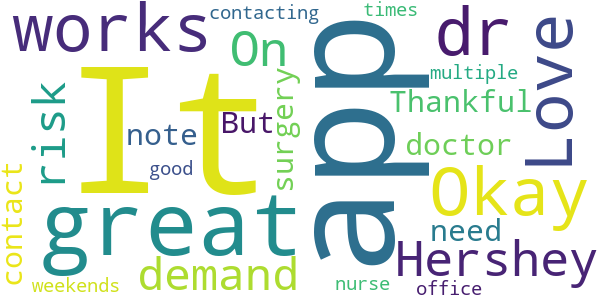 works
contacting
times
On
app
dr
Love
It
risk
note
But
surgery
multiple
Thankful
good
doctor
contact
great
Okay
need
demand
Hershey
weekends
nurse
office